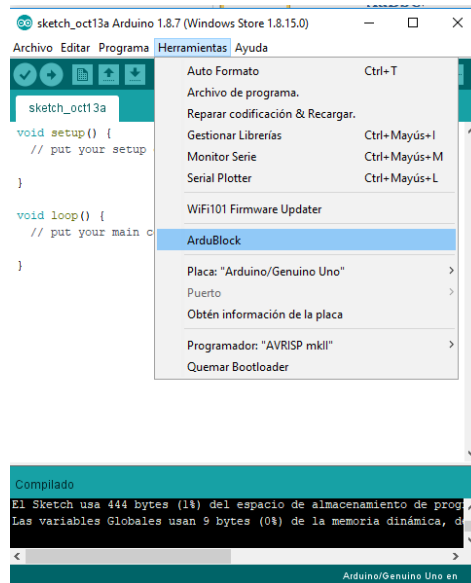 sketch_oct13a Arduino 1.8.7 (Windows Store 1.8.15.0)
Archivo Editar Programa Herramientas Ayuda
sketch_oct13a
Auto Formato Ctrl+T
Archivo de programa.
Reparar codificación & Recargar.
Gestionar Librerías Ctrl+Mayús+I
Monitor Serie Ctrl+Mayús+M
Serial Plotter Ctrl+Mayús+L
WiFi101 Firmware Updater
ArduBlock
Placa: "Arduino/Genuino Uno"
Puerto
Obtén información de la placa
Programador: "AVRISP mkII"
Quemar Bootloader
void setup() {
// put your setup
}
void loop() {
// put your main c
}
Compilado
El Sketch usa 444 bytes (1%) del espacio de almacenamiento de prog
Las variables Globales usan 9 bytes (0%) de la memoria dinámica, d
Arduino/Genuino Uno en